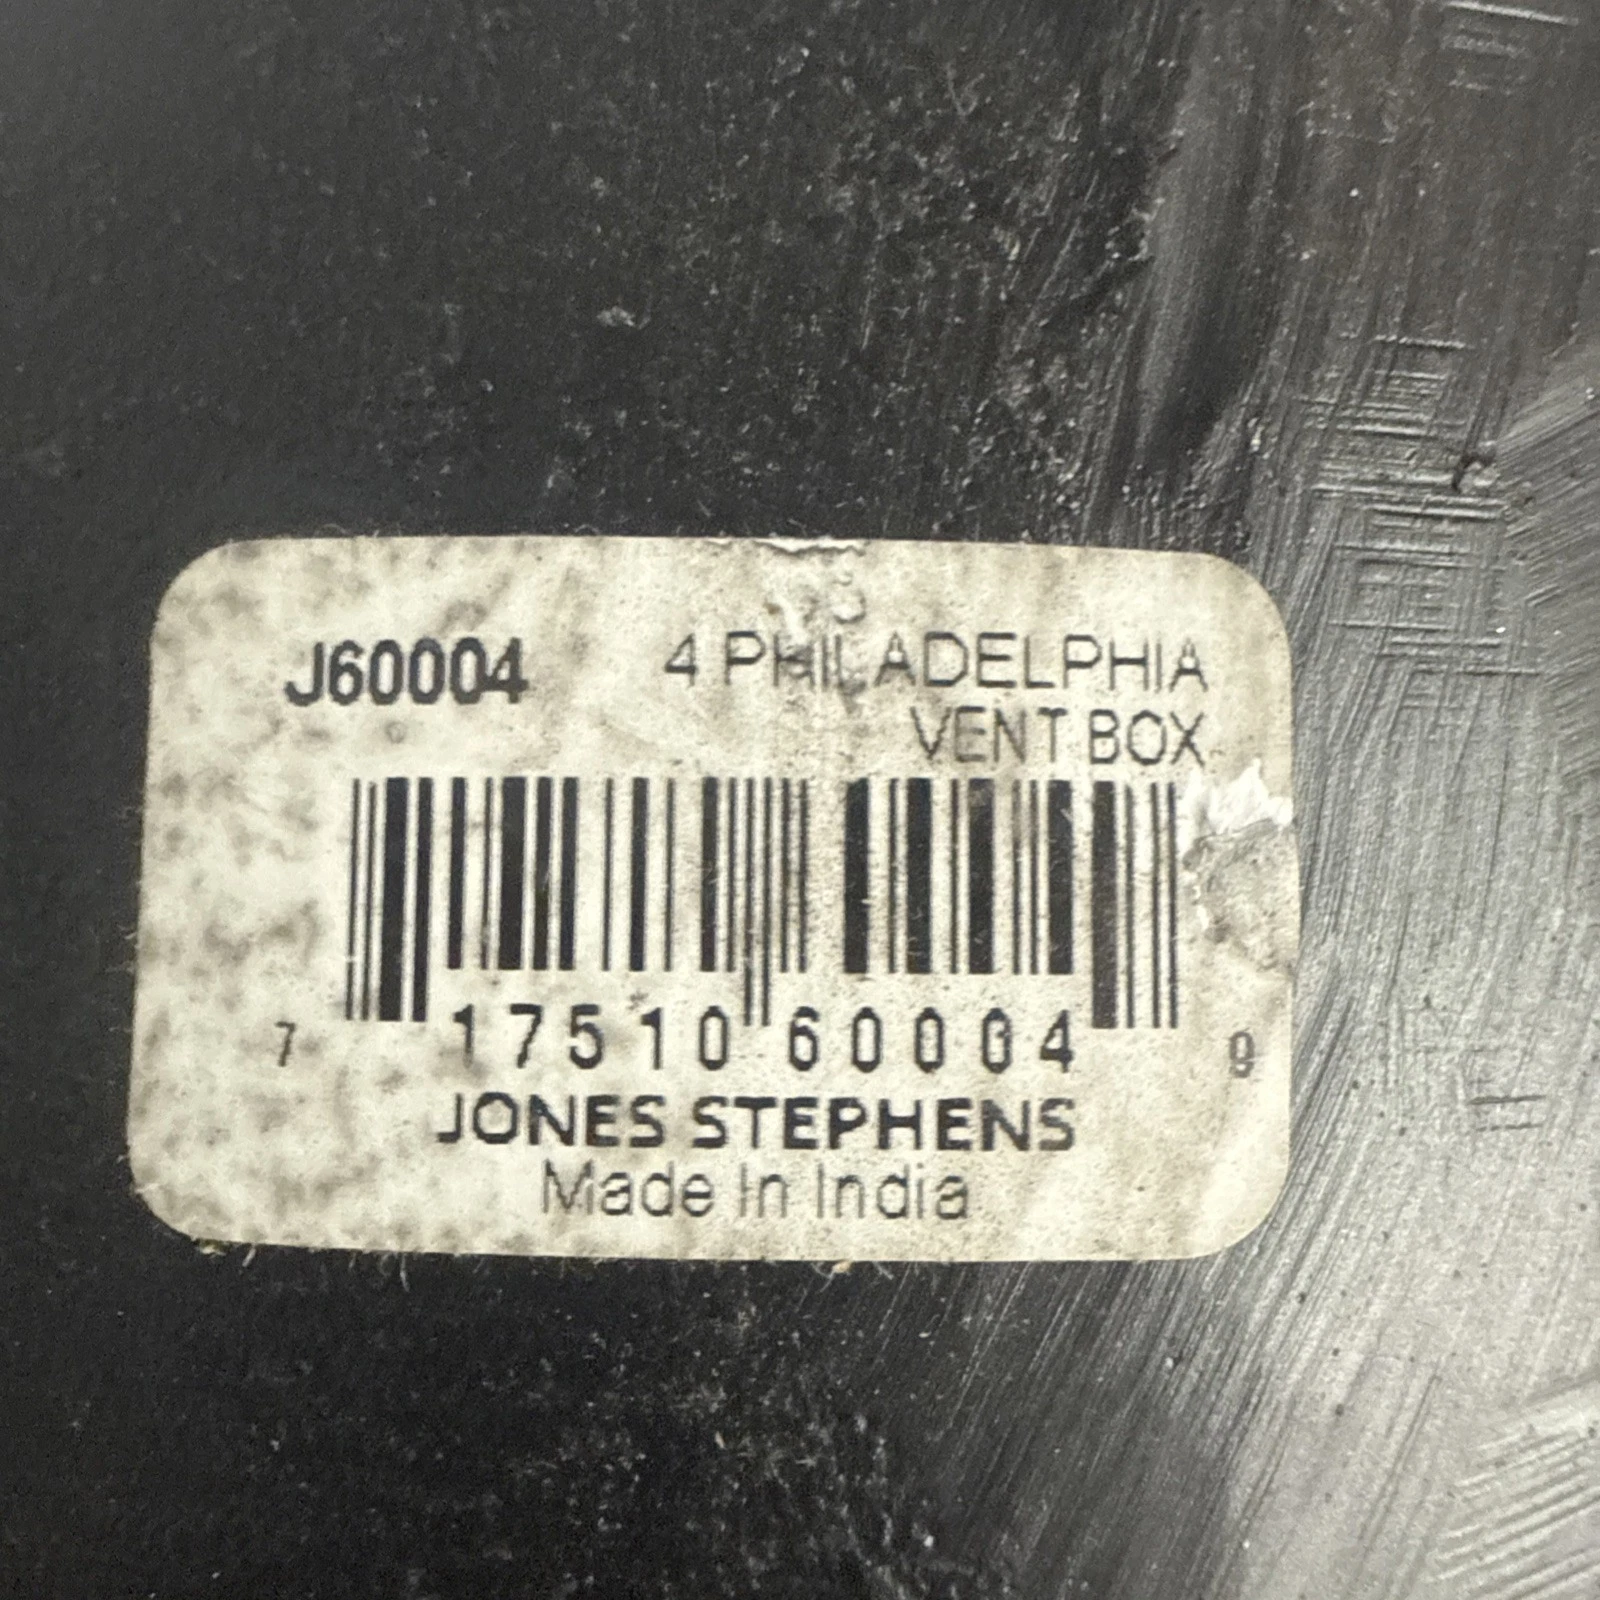 J60004 4 PHILADELPHIA
VENT BOX
7 17510 60004 9
JONES STEPHENS
Made In India